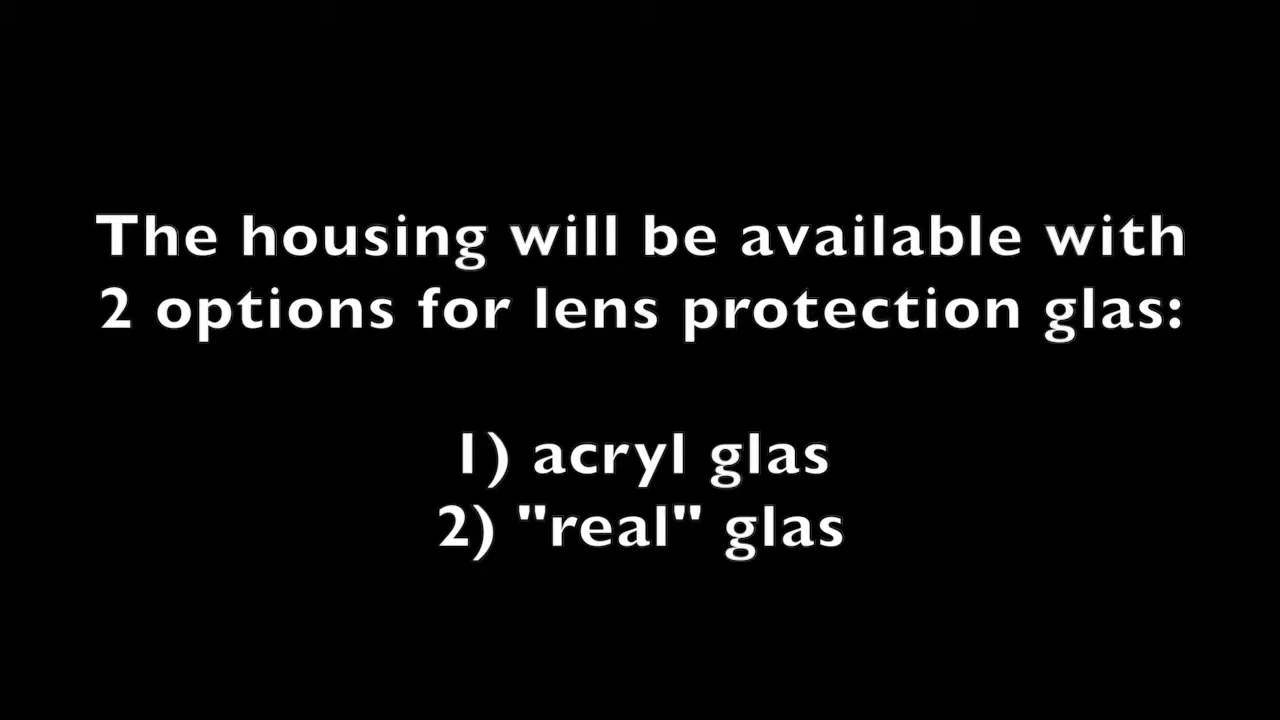 The housing will be available with
2 options for lens protection glas:
1) acryl glas
2) "real" glas